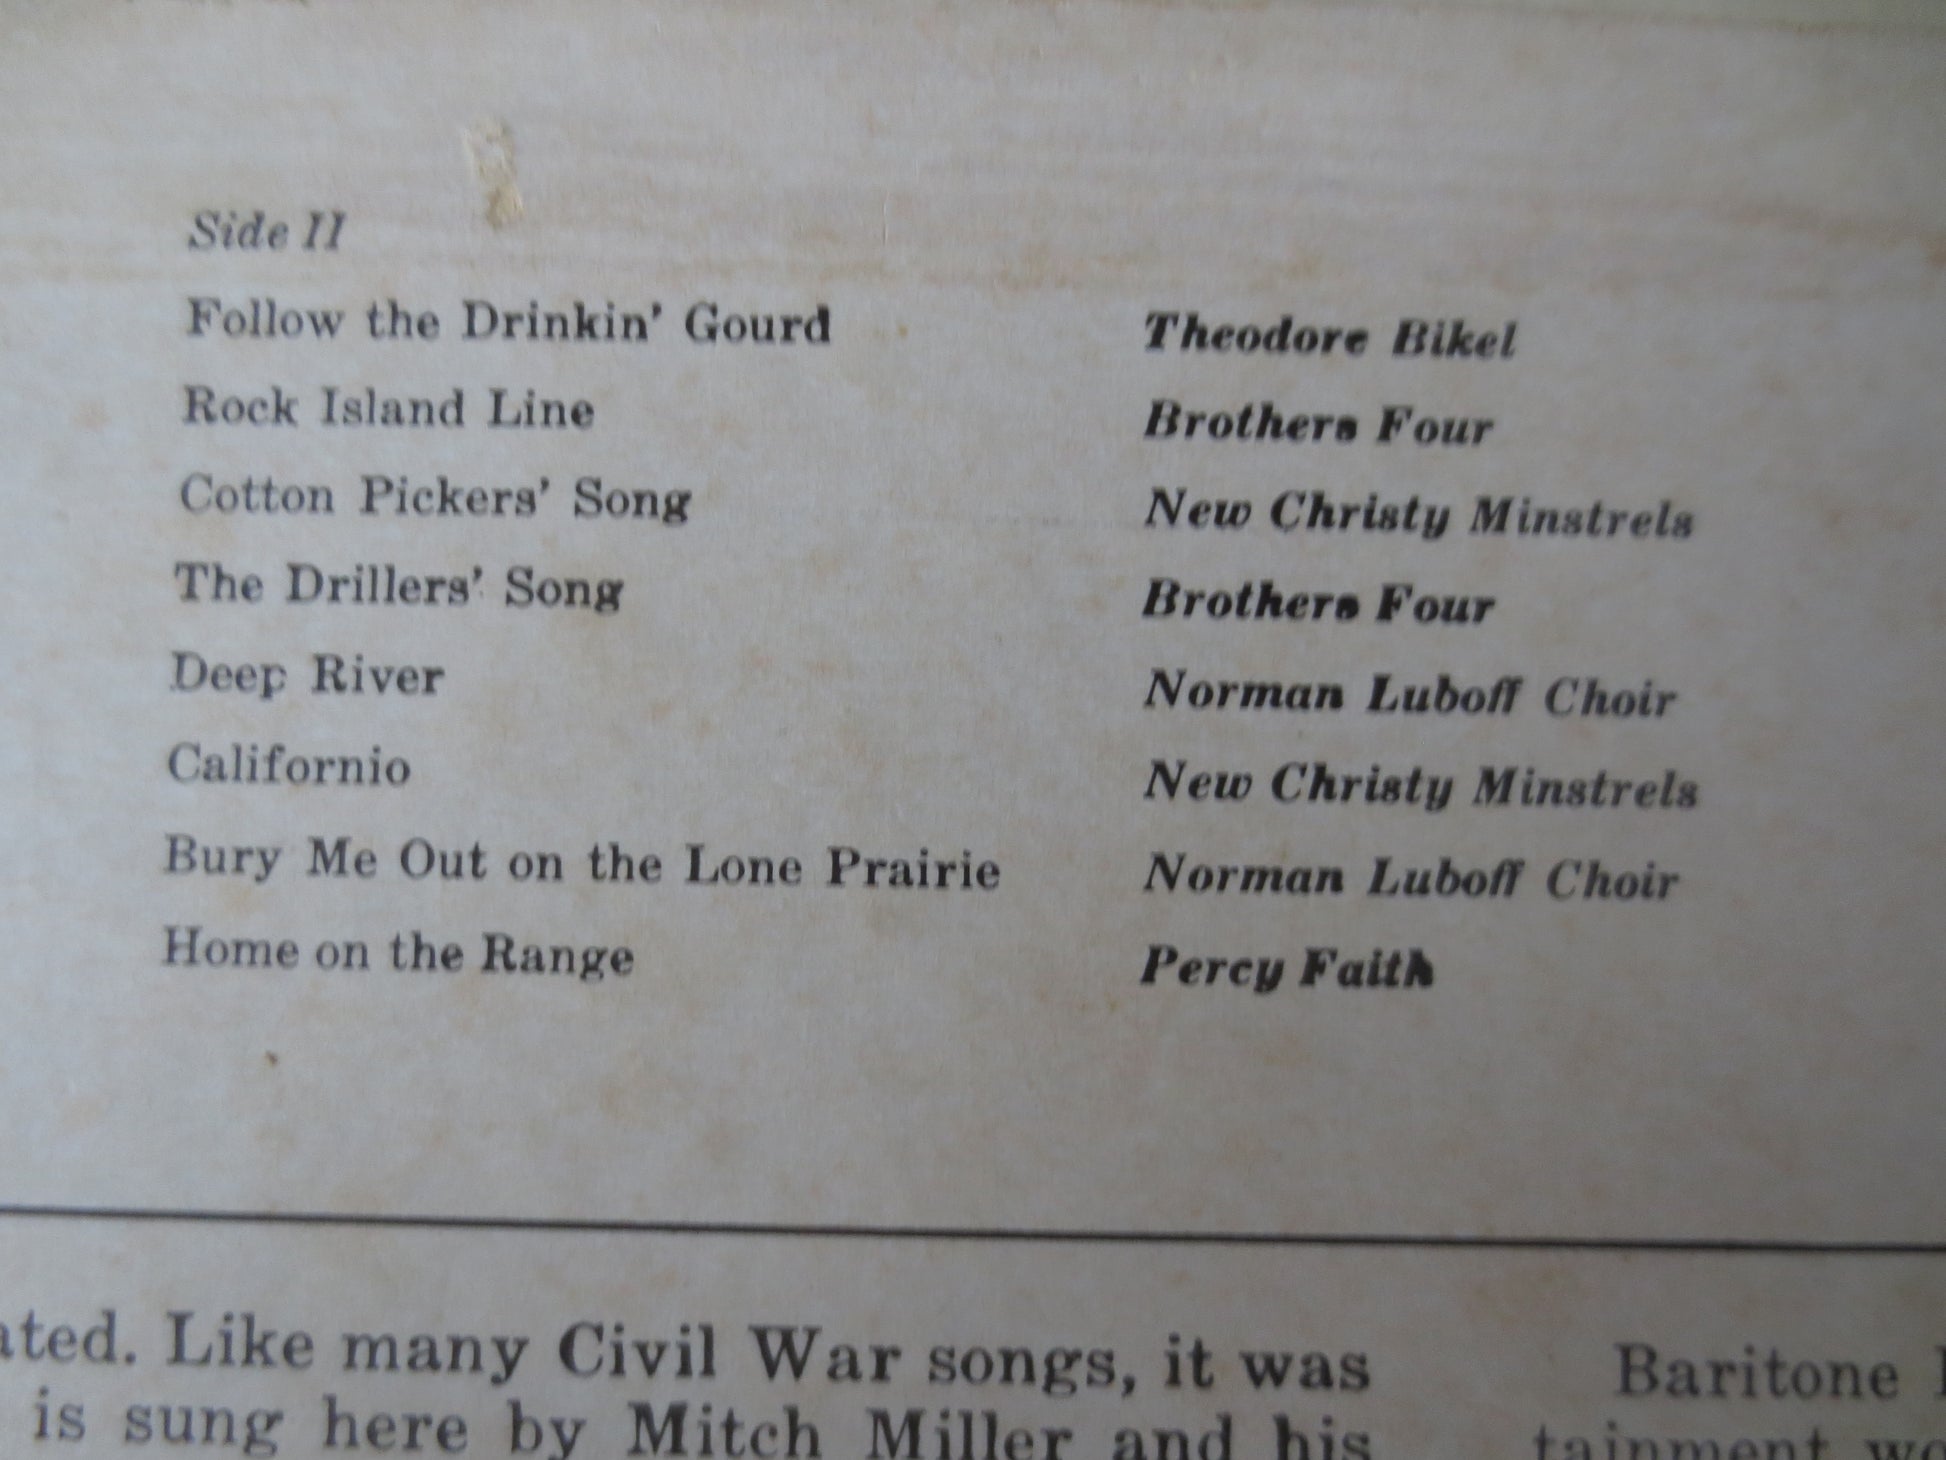 Side II
Follow the Drinkin' Gourd Theodore Bikel
Rock Island Line Brothers Four
Cotton Pickers' Song New Christy Minstrels
The Drillers' Song Brothers Four
Deep River Norman Luboff Choir
Californio New Christy Minstrels
Bury Me Out on the Lone Prairie Norman Luboff Choir
Home on the Range Percy Faith
ated. Like many Civil War songs, it was
is sung here by Mitch Miller and his
Baritone
tainment